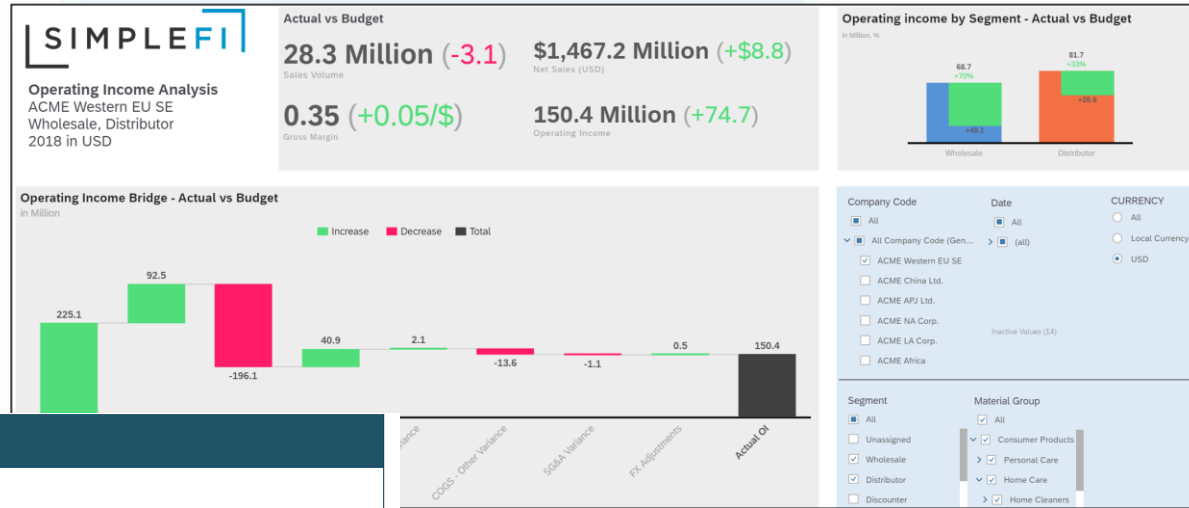 SIMPLEFI
Operating Income Analysis
ACME Western EU SE
Wholesale, Distributor
2018 in USD
Actual vs Budget
28.3 Million (-3.1)
Sales Volume
$1,467.2 Million (+$8.8)
Net Sales (USD)
0.35 (+0.05/$)
Gross Margin
150.4 Million (+74.7)
Operating Income
Operating income by Segment - Actual vs Budget
in Million, %
68.7
+70%
+48.1
Wholesale
81.7
+33%
+26.6
Distributor
Operating Income Bridge - Actual vs Budget
in Million
Increase
Decrease
Total
225.1
92.5
-196.1
40.9
2.1
-13.6
-1.1
0.5
150.4
COGS - Other Variance
SG&A Variance
FX Adjustments
Actual OI
Company Code
All
All Company Code (Gen...
ACME Western EU SE
ACME China Ltd.
ACME APJ Ltd.
ACME NA Corp.
ACME LA Corp.
ACME Africa
Date
All
(all)
Inactive Values (14)
CURRENCY
All
Local Currency
USD
Segment
All
Unassigned
Wholesale
Distributor
Discounter
Material Group
All
Consumer Products
Personal Care
Home Care
Home Cleaners